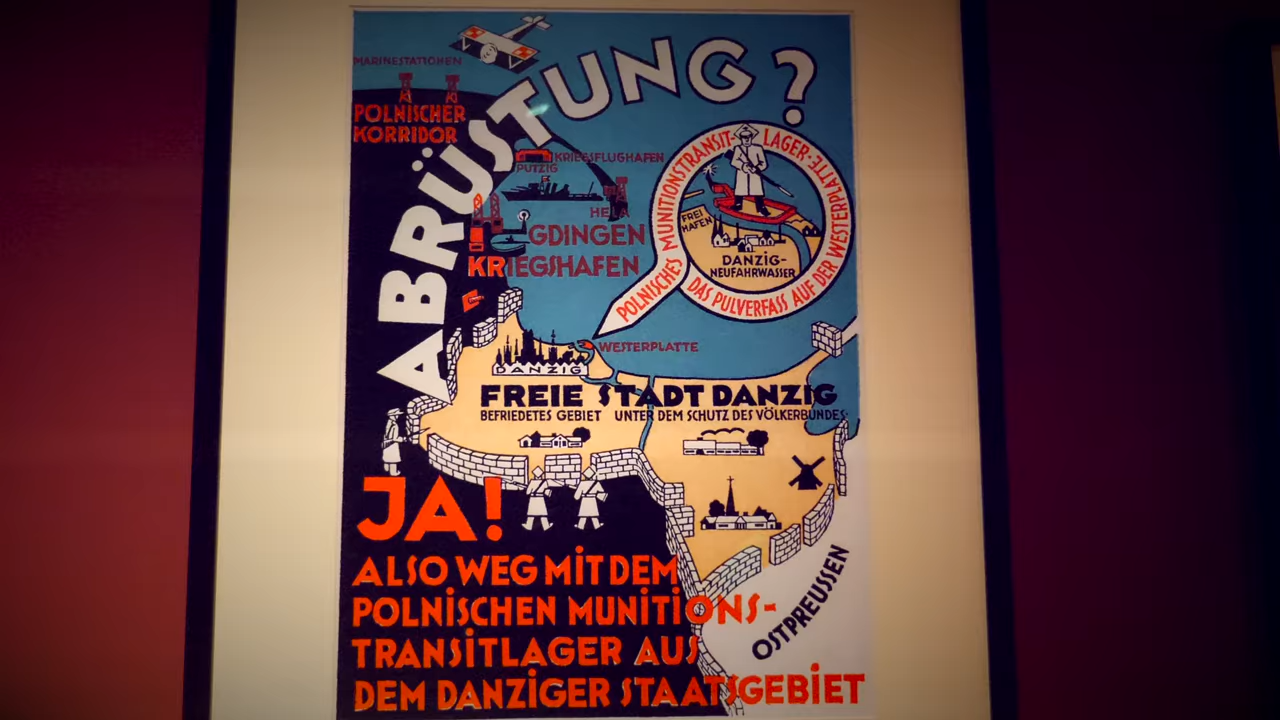 ABRÜSTUNG?
MARINESTATIONEN
POLNISCHER
KORRIDOR
KRIEGSFLUGHAFEN
PUTZIG
HELA
GDINGEN
KRIEGSHAFEN
POLNISCHES MUNITIONSTRANSIT-LAGER-
DAS PULVERFASS AUF DER WESTERPLATTE
FREI
HAFEN
DANZIG-
NEUFAHRWASSER
WESTERPLATTE
DANZIG
FREIE STADT DANZIG
BEFRIEDETES GEBIET UNTER DEM SCHUTZ DES VÖLKERBUNDES
JA!
ALSO WEG MIT DEM
POLNISCHEN MUNITIONS-
TRANSITLAGER AUS
DEM DANZIGER STAATSGEBIET
OSTPREUSSEN